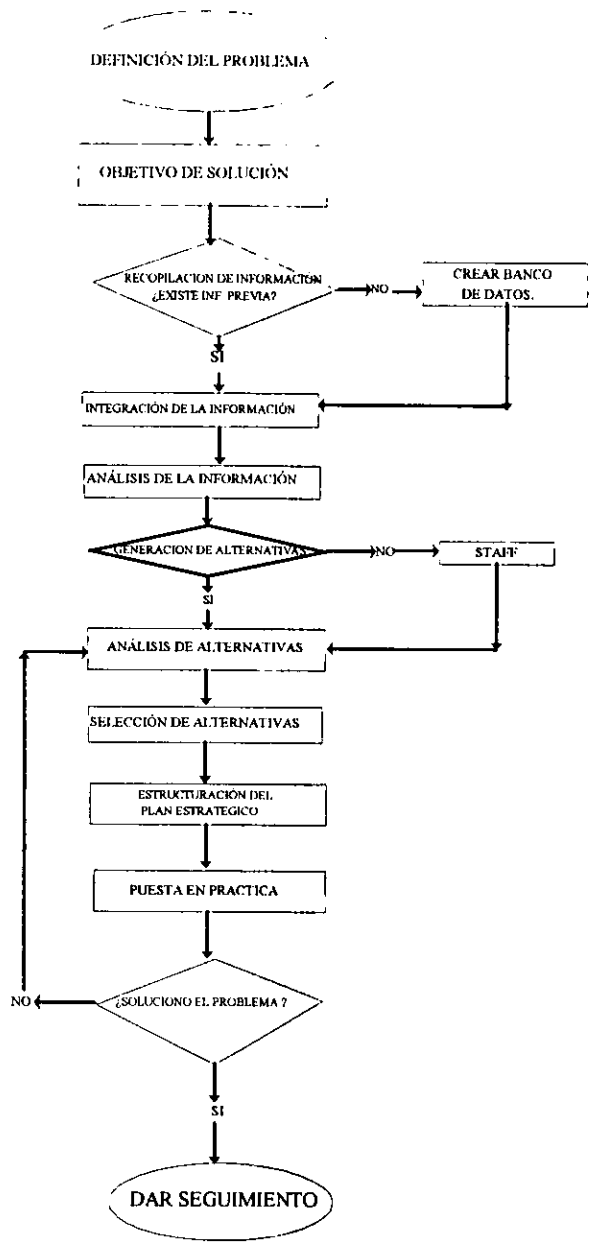 DEFINICIÓN DEL PROBLEMA
OBJETIVO DE SOLUCIÓN
RECOPILACION DE INFORMACIÓN
¿EXISTE INF PREVIA?
NO
CREAR BANCO
DE DATOS.
SI
INTEGRACIÓN DE LA INFORMACIÓN
ANÁLISIS DE LA INFORMACIÓN
GENERACION DE ALTERNATIVAS
NO
STAFF
SI
ANÁLISIS DE ALTERNATIVAS
SELECCIÓN DE ALTERNATIVAS
ESTRUCTURACIÓN DEL
PLAN ESTRATEGICO
PUESTA EN PRACTICA
¿SOLUCIONO EL PROBLEMA ?
NO
SI
DAR SEGUIMIENTO